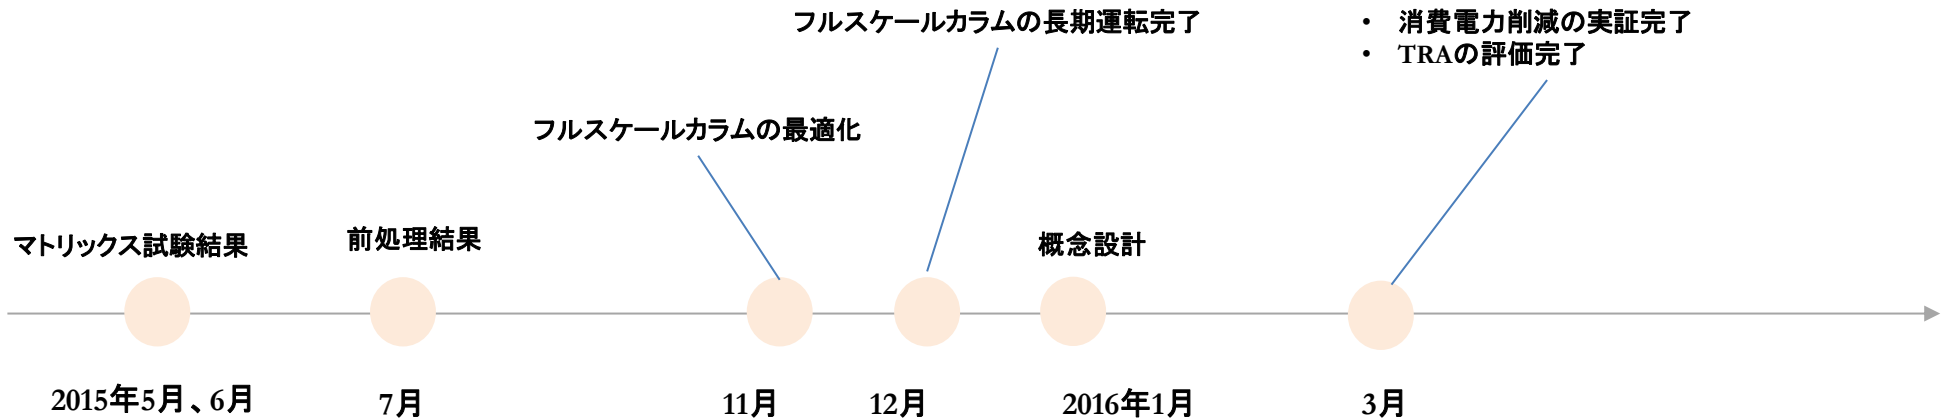 フルスケールカラムの長期運転完了
• 消費電力削減の実証完了
• TRAの評価完了
フルスケールカラムの最適化
マトリックス試験結果
前処理結果
概念設計
2015年5月、6月
7月
11月
12月
2016年1月
3月